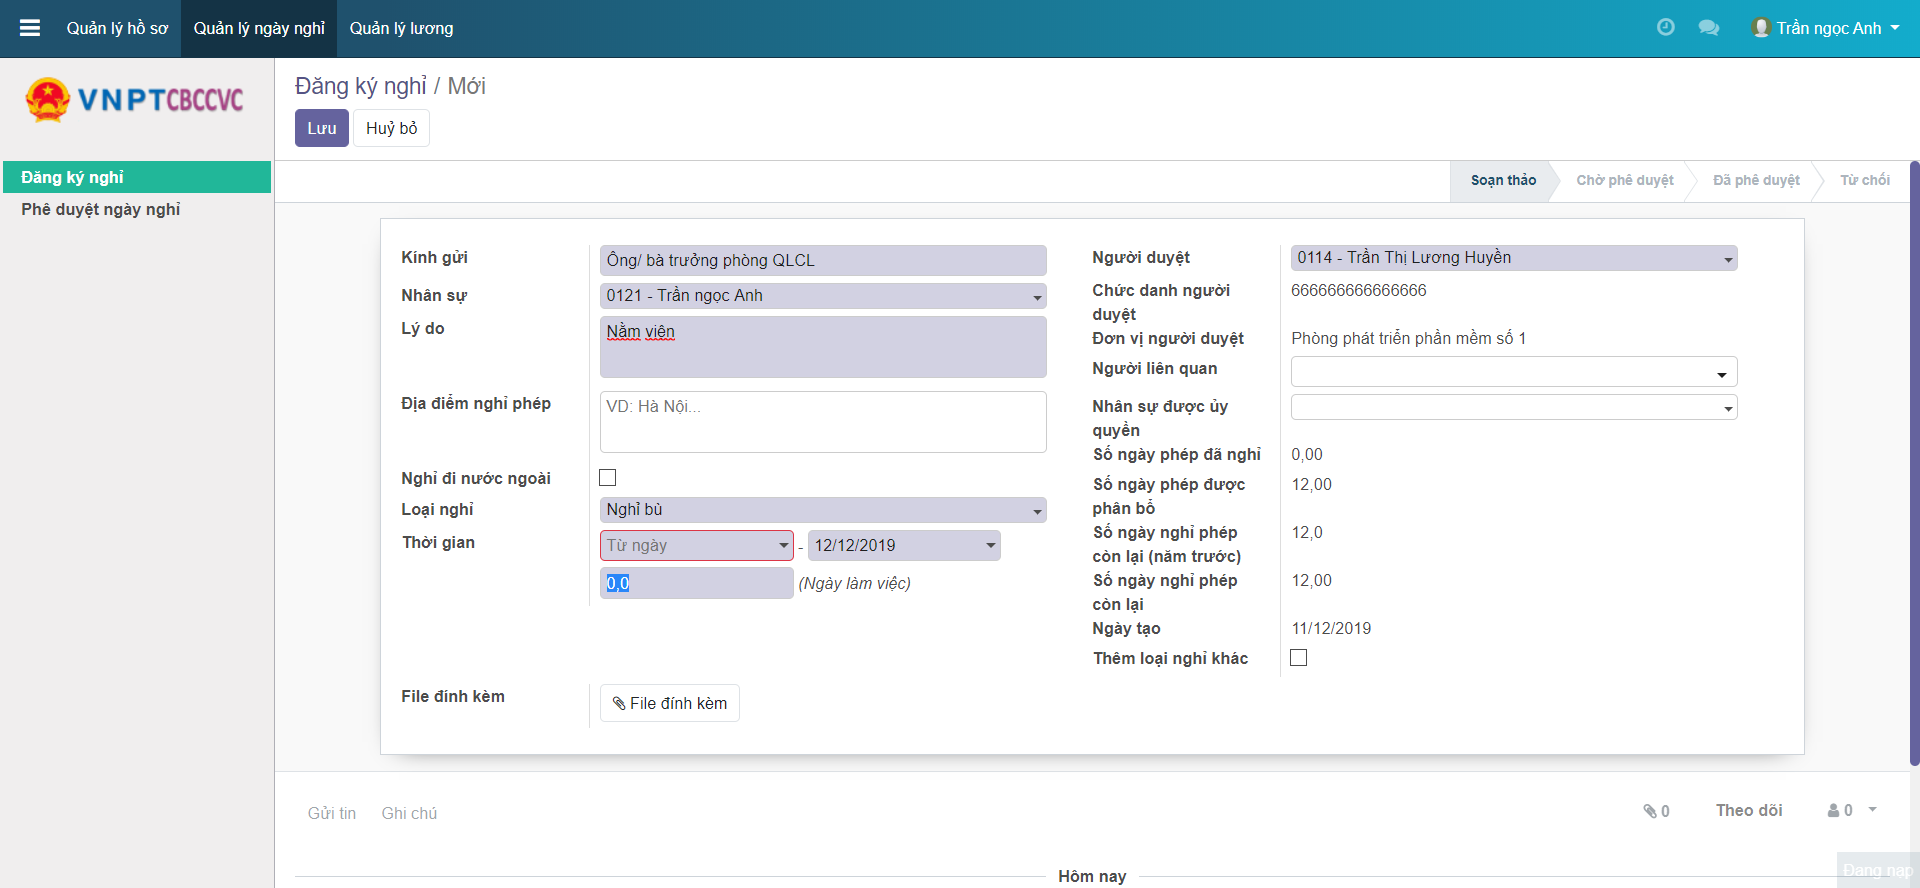 Quản lý hồ sơ
Quản lý ngày nghỉ
Quản lý lương
Trần ngọc Anh
VNPTCBCCVC
Đăng ký nghỉ
Phê duyệt ngày nghỉ
Đăng ký nghỉ / Mới
Lưu
Huỷ bỏ
Soạn thảo
Chờ phê duyệt
Đã phê duyệt
Từ chối
Kính gửi
Ông/ bà trưởng phòng QLCL
Nhân sự
0121 - Trần ngọc Anh
Lý do
Nằm viện
Địa điểm nghỉ phép
VD: Hà Nội...
Nghỉ đi nước ngoài
Loại nghỉ
Nghỉ bù
Thời gian
Từ ngày - 12/12/2019
0,0 (Ngày làm việc)
File đính kèm
File đính kèm
Người duyệt
0114 - Trần Thị Lương Huyền
Chức danh người
duyệt
666666666666666
Đơn vị người duyệt
Phòng phát triển phần mềm số 1
Người liên quan
Nhân sự được ủy
quyền
Số ngày phép đã nghỉ
0,00
Số ngày phép được
phân bổ
12,00
Số ngày nghỉ phép
còn lại (năm trước)
12,0
Số ngày nghỉ phép
còn lại
12,00
Ngày tạo
11/12/2019
Thêm loại nghỉ khác
Gửi tin
Ghi chú
0
Theo dõi
0
Hôm nay
Đang nạp